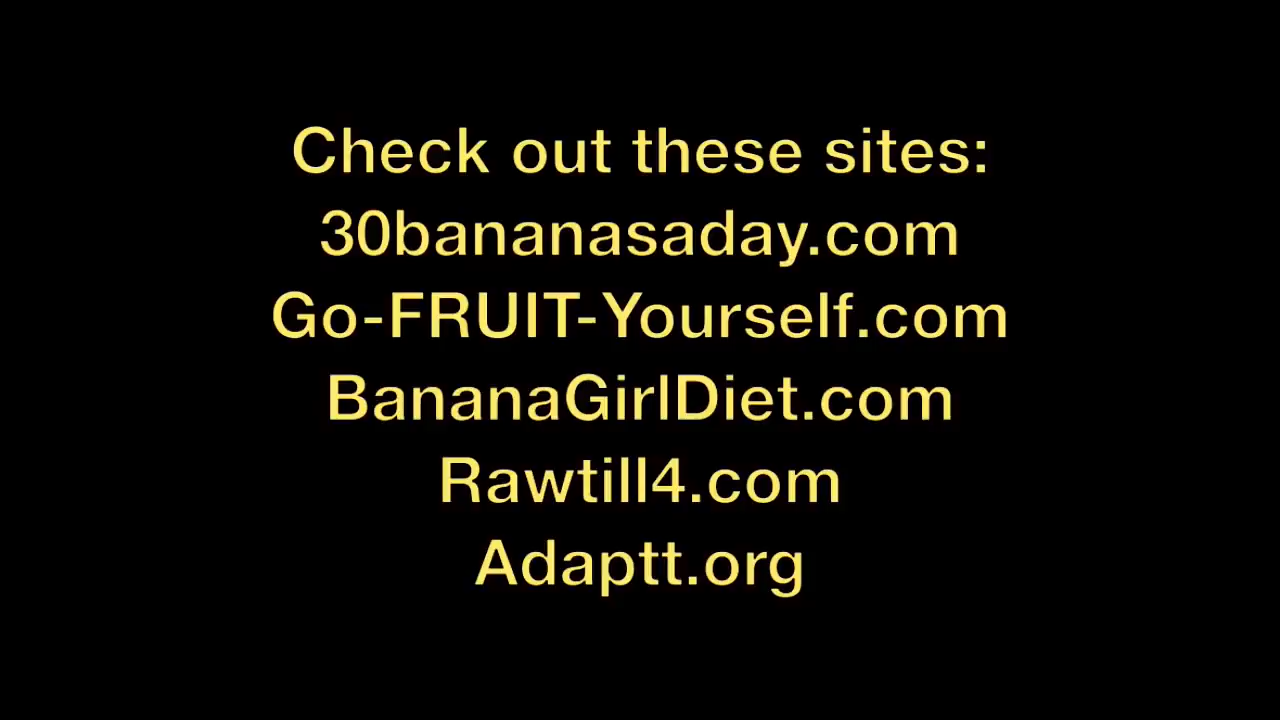 Check out these sites:
30bananasaday.com
Go-FRUIT-Yourself.com
BananaGirlDiet.com
Rawtill4.com
Adaptt.org